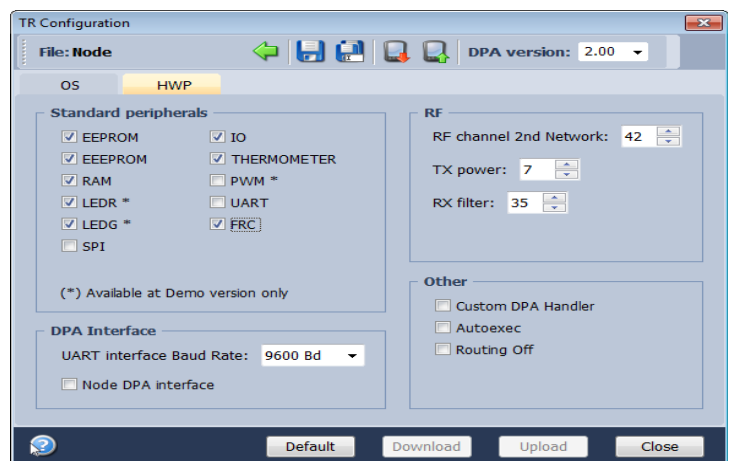 TR Configuration
File: Node
DPA version: 2.00
OS HWP
Standard peripherals
EEPROM IO
EEEPROM THERMOMETER
RAM PWM *
LEDR * UART
LEDG * FRC
SPI
(*) Available at Demo version only
DPA Interface
UART interface Baud Rate: 9600 Bd
Node DPA interface
RF
RF channel 2nd Network: 42
TX power: 7
RX filter: 35
Other
Custom DPA Handler
Autoexec
Routing Off
Default Download Upload Close